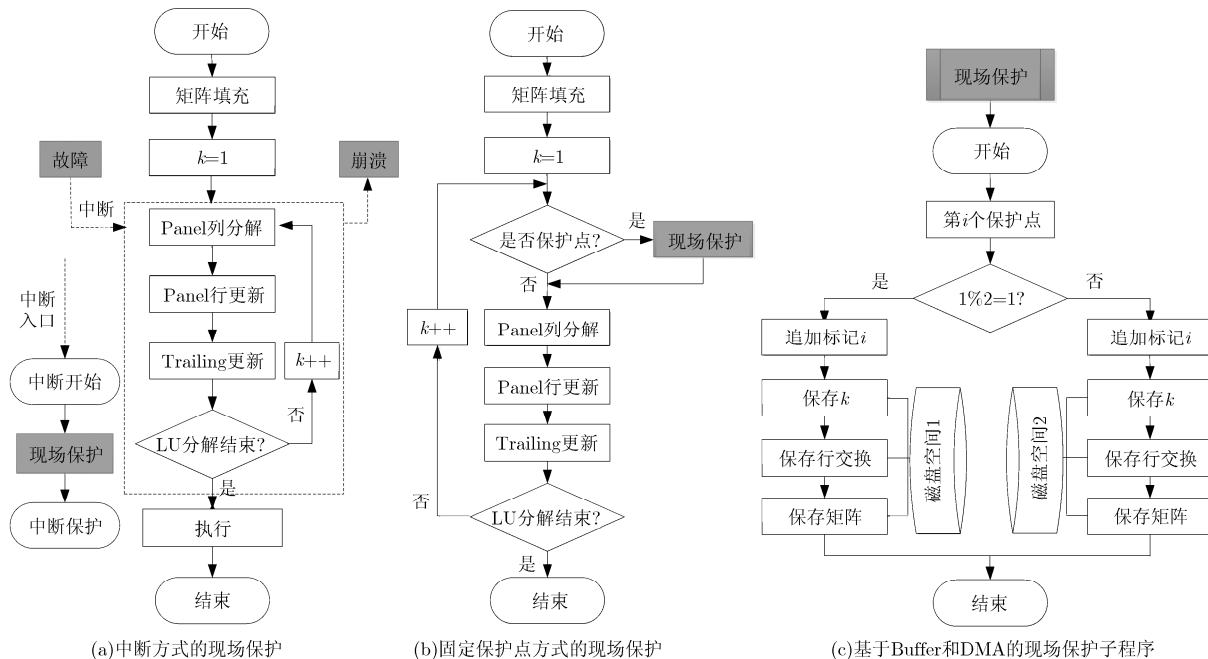 开始
矩阵填充
k=1
故障
崩溃
中断
Panel列分解
Panel行更新
Trailing更新
k++
LU分解结束?
否
是
执行
结束
中断
入口
中断开始
现场保护
中断保护
(a)中断方式的现场保护
开始
矩阵填充
k=1
是否保护点?
是
现场保护
否
Panel列分解
k++
Panel行更新
Trailing更新
LU分解结束?
否
是
结束
(b)固定保护点方式的现场保护
现场保护
开始
第i个保护点
1%2=1?
是
否
追加标记i
保存k
保存行交换
保存矩阵
磁盘空间1
磁盘空间2
追加标记i
保存k
保存行交换
保存矩阵
结束
(c)基于Buffer和DMA的现场保护子程序